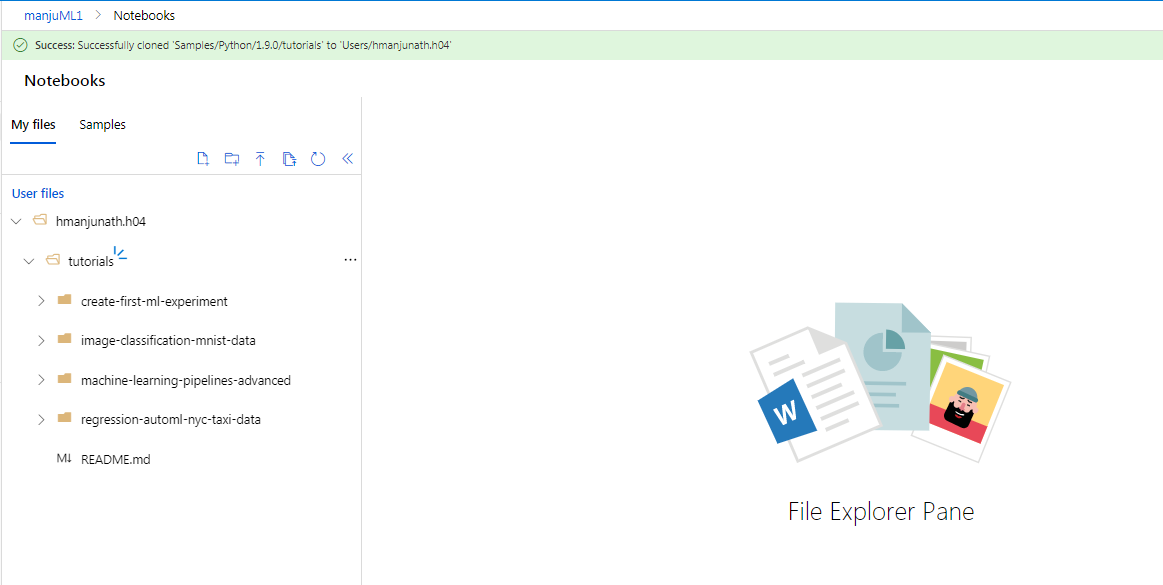 manjuML1 > Notebooks
Success: Successfully cloned 'Samples/Python/1.9.0/tutorials' to 'Users/hmanjunath.h04'
Notebooks
My files Samples
User files
hmanjunath.h04
tutorials ...
create-first-ml-experiment
image-classification-mnist-data
machine-learning-pipelines-advanced
regression-automl-nyc-taxi-data
M↓ README.md
W
File Explorer Pane